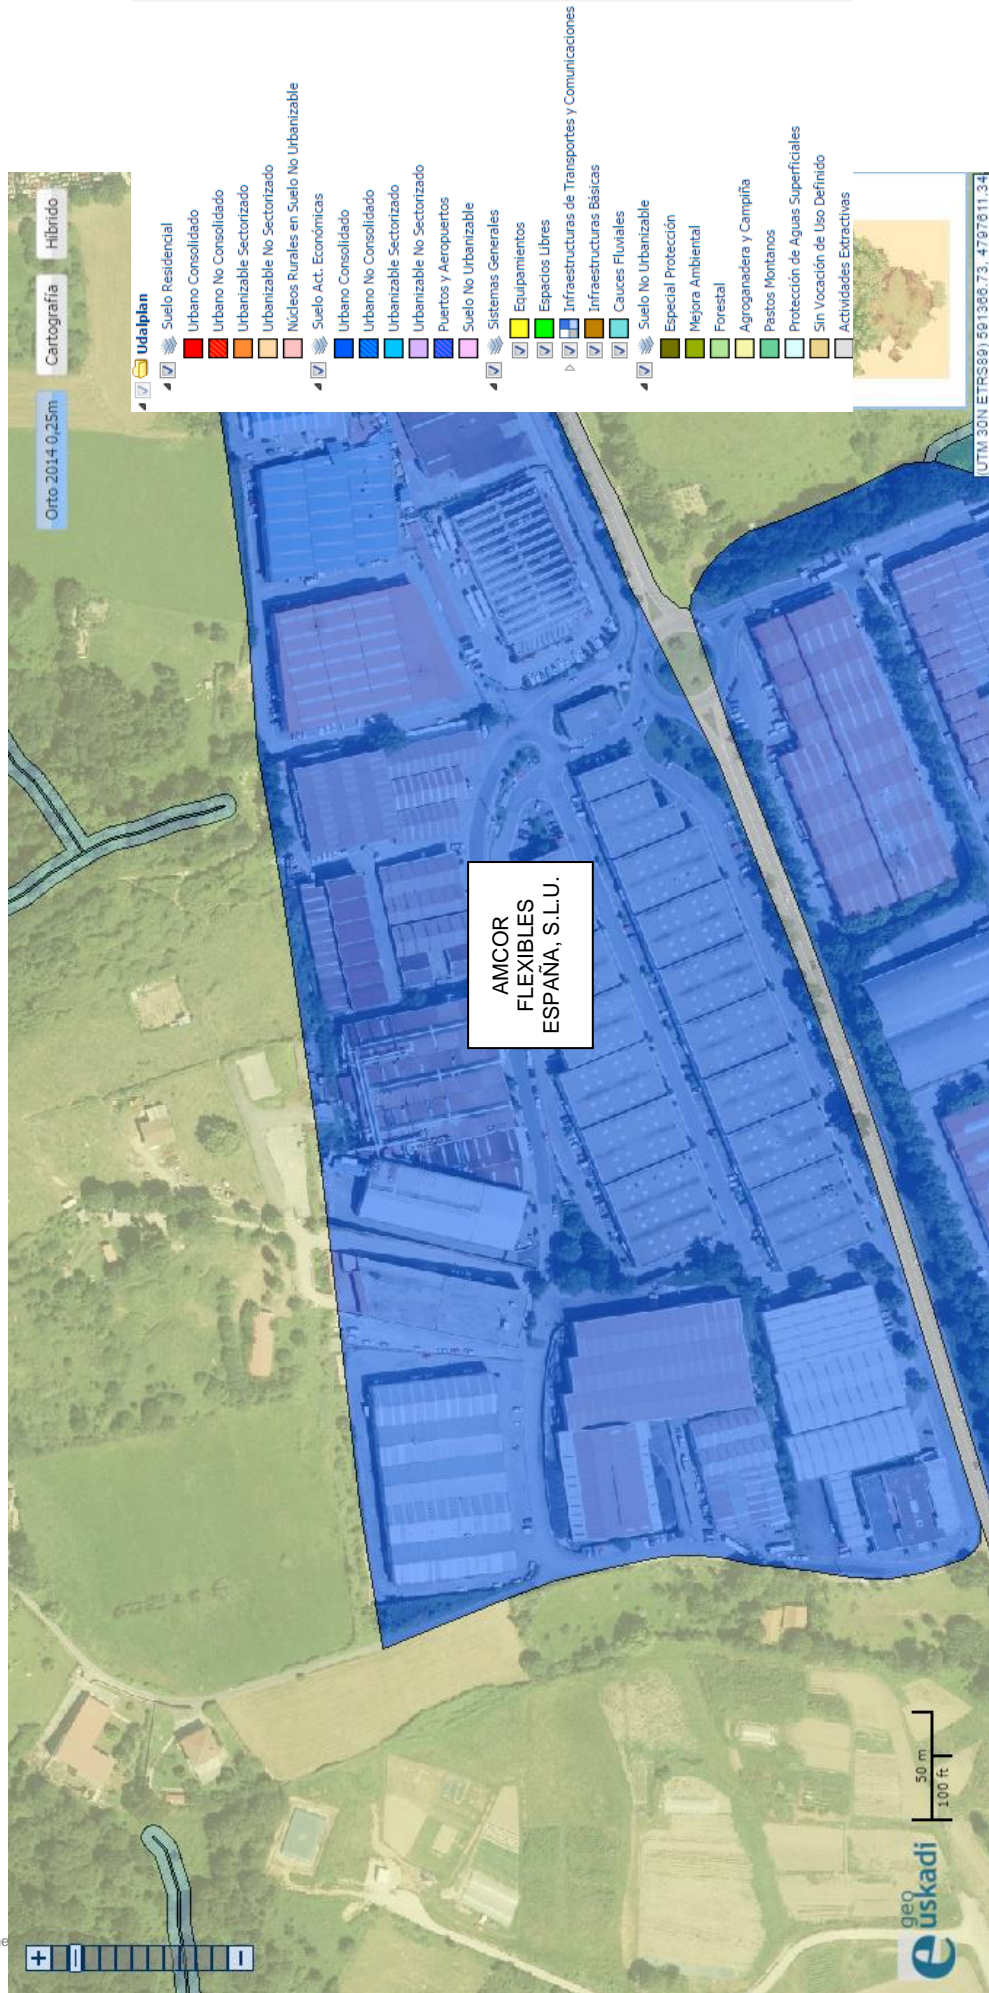 Orto 2014 0,25m
Cartografía
Híbrido
Udalplan
Suelo Residencial
Urbano Consolidado
Urbano No Consolidado
Urbanizable Sectorizado
Urbanizable No Sectorizado
Núcleos Rurales en Suelo No Urbanizable
Suelo Act. Económicas
Urbano Consolidado
Urbano No Consolidado
Urbanizable Sectorizado
Urbanizable No Sectorizado
Puertos y Aeropuertos
Suelo No Urbanizable
Sistemas Generales
Equipamientos
Espacios Libres
Infraestructuras de Transportes y Comunicaciones
Infraestructuras Básicas
Cauces Fluviales
Suelo No Urbanizable
Especial Protección
Mejora Ambiental
Forestal
Agroganadera y Campiña
Pastos Montanos
Protección de Aguas Superficiales
Sin Vocación de Uso Definido
Actividades Extractivas
AMCOR
FLEXIBLES
ESPAÑA, S.L.U.
50 m
100 ft
geo
euskadi
(UTM 30N ETRS89) 591366.73, 4797611.34